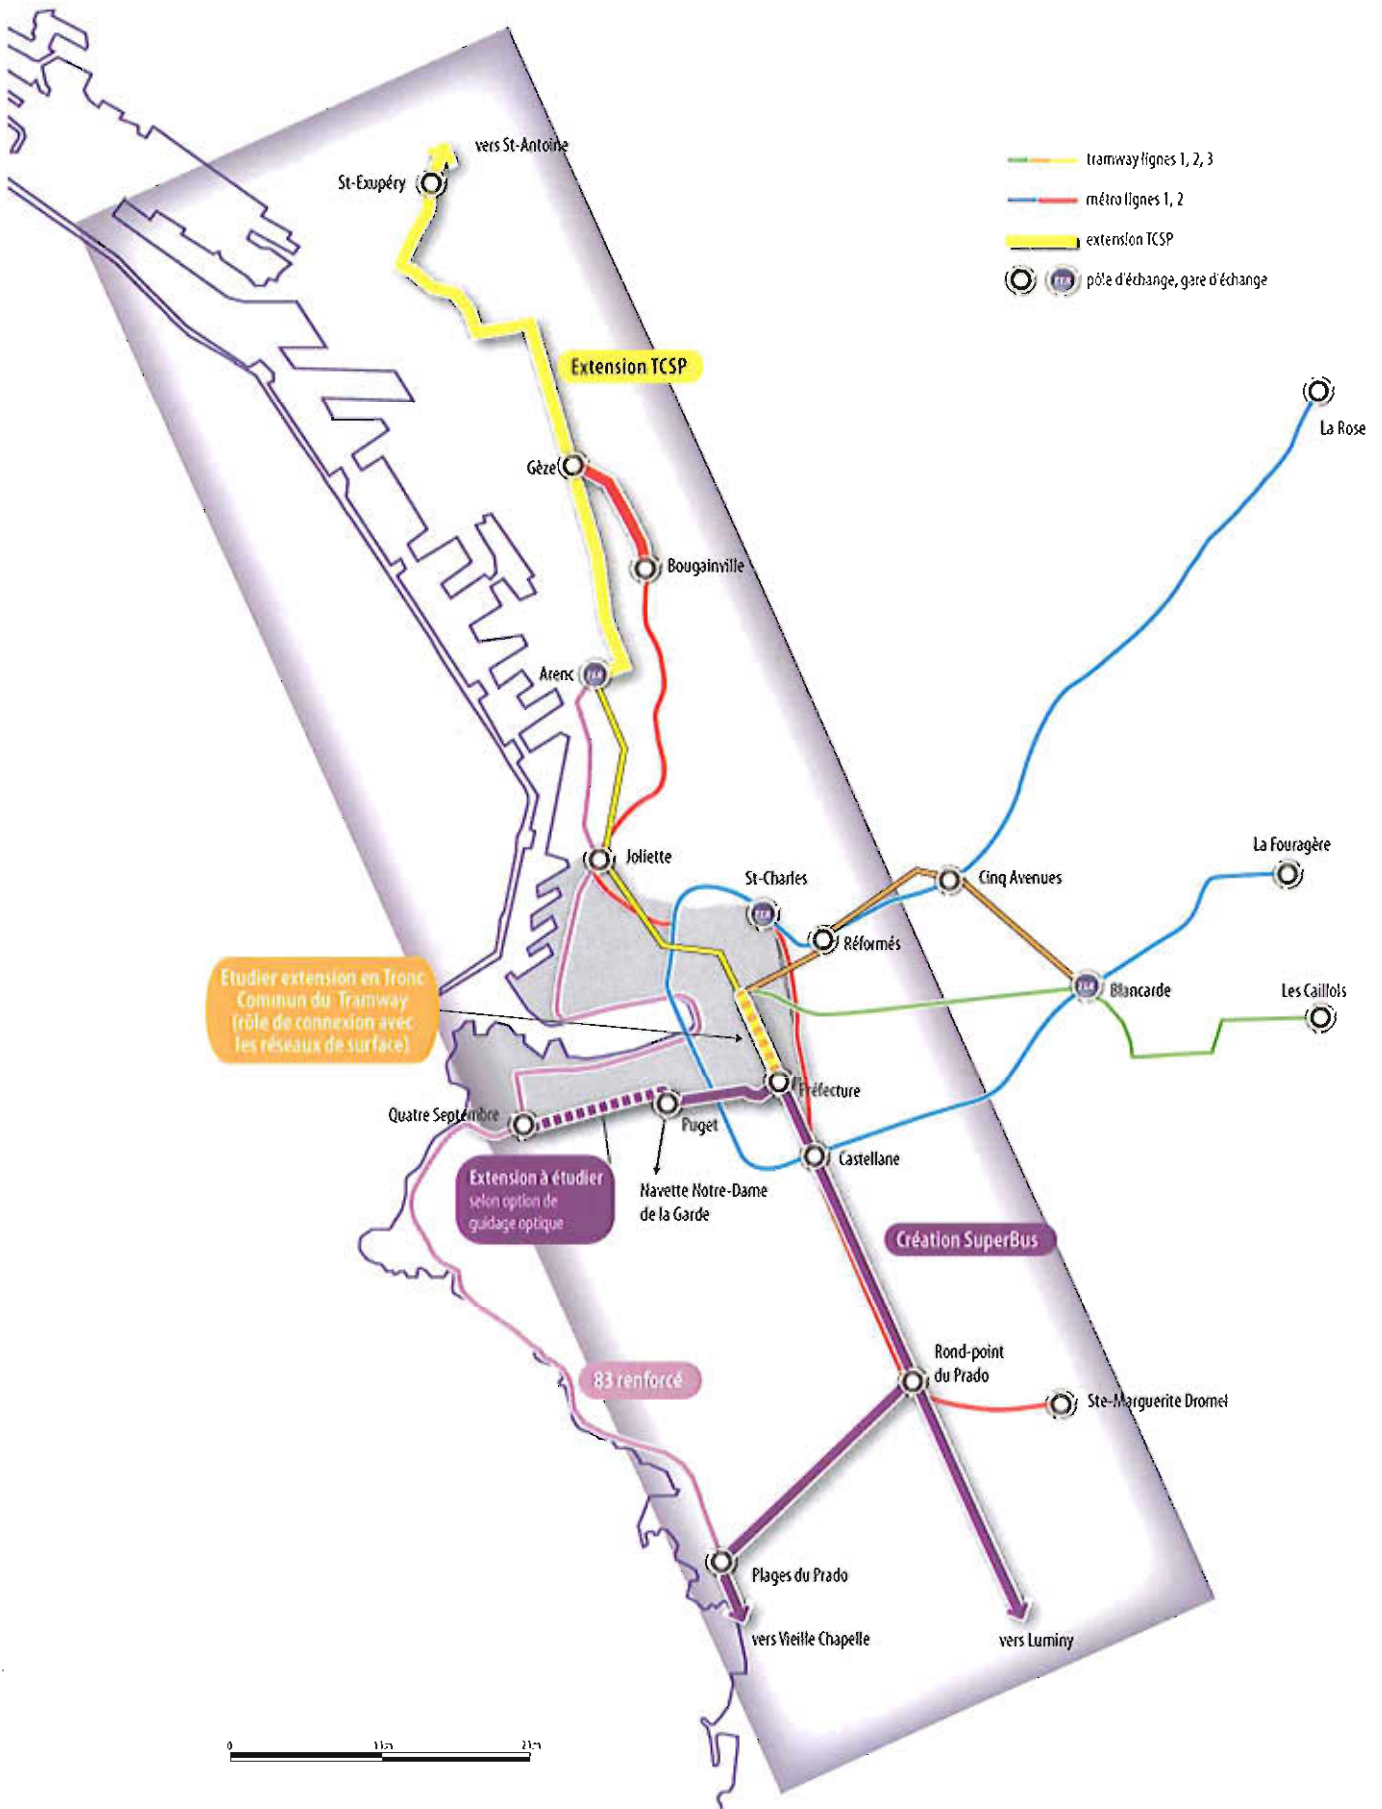 vers St-Antoine
St-Exupéry
tramway lignes 1, 2, 3
métro lignes 1, 2
extension TCSP
TER
pôle d'échange, gare d'échange
Extension TCSP
La Rose
Gèze
Bougainville
Arenc
TER
Joliette
St-Charles
TER
Cinq Avenues
La Fouragère
Réformés
Etudier extension en Tronc
Commun du Tramway
(rôle de connexion avec
les réseaux de surface)
TER
Blancarde
Les Caillols
Préfecture
Quatre Septembre
Puget
Castellane
Extension à étudier
selon option de
guidage optique
Navette Notre-Dame
de la Garde
Création SuperBus
Rond-point
du Prado
83 renforcé
Ste-Marguerite Dromel
Plages du Prado
vers Vieille Chapelle
vers Luminy
0